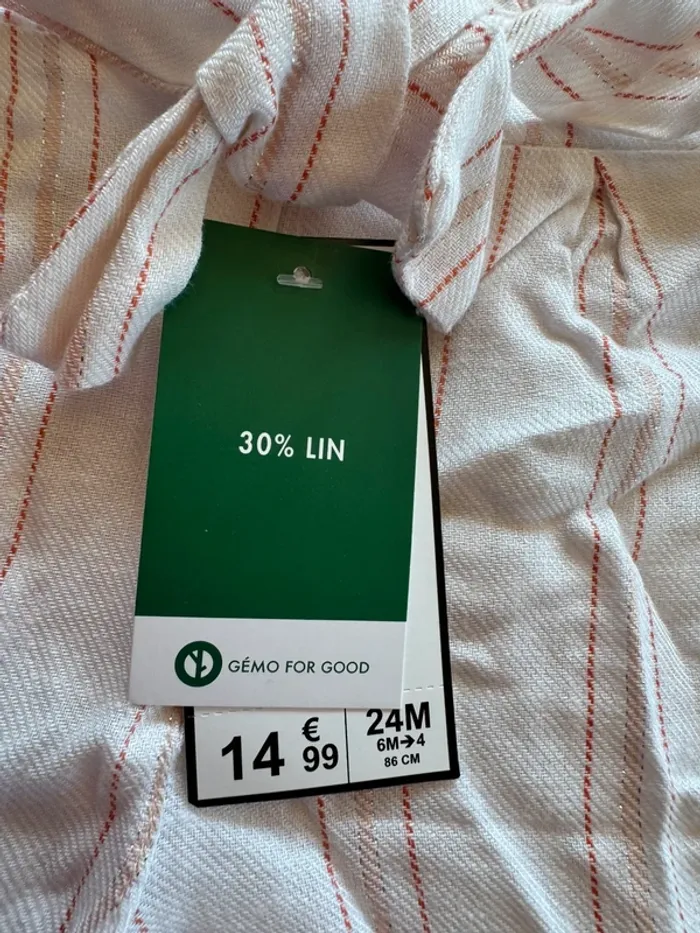 30% LIN
GÉMO FOR GOOD
14 €99
24M
6M→4
86 CM